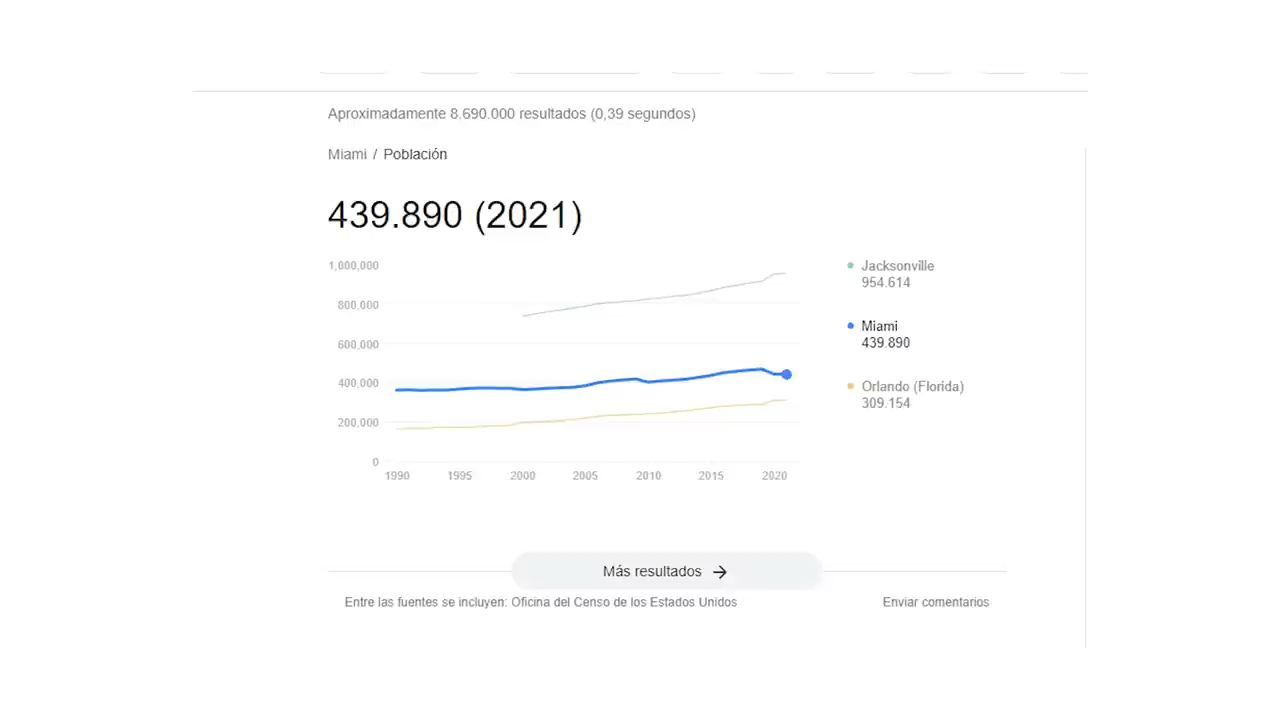 Aproximadamente 8.690.000 resultados (0,39 segundos)
Miami / Población
439.890 (2021)
1,000,000
800,000
600,000
400,000
200,000
0
1990 1995 2000 2005 2010 2015 2020
Jacksonville
954.614
Miami
439.890
Orlando (Florida)
309.154
Más resultados →
Entre las fuentes se incluyen: Oficina del Censo de los Estados Unidos
Enviar comentarios